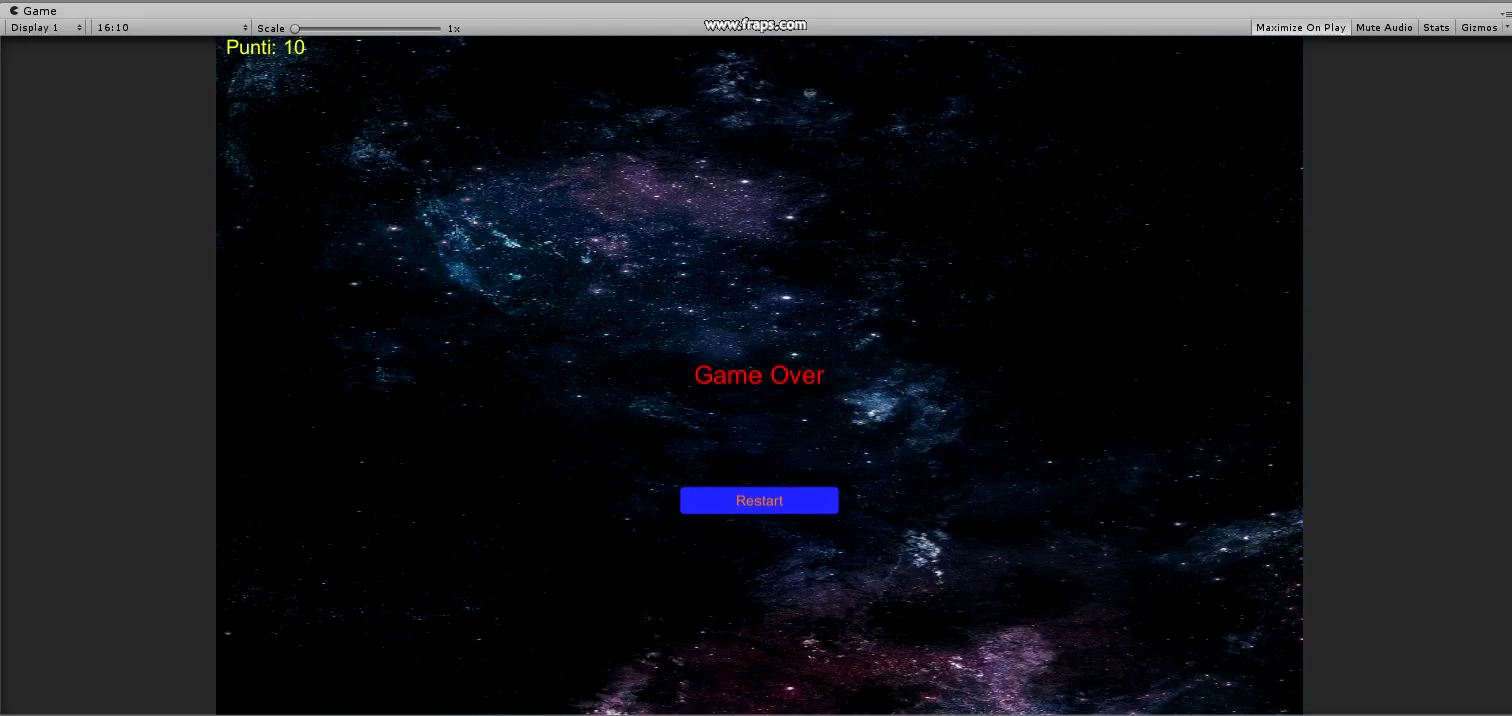 Game
Display 1 16:10 Scale 1x www.fraps.com Maximize On Play Mute Audio Stats Gizmos
Punti: 10
Game Over
Restart